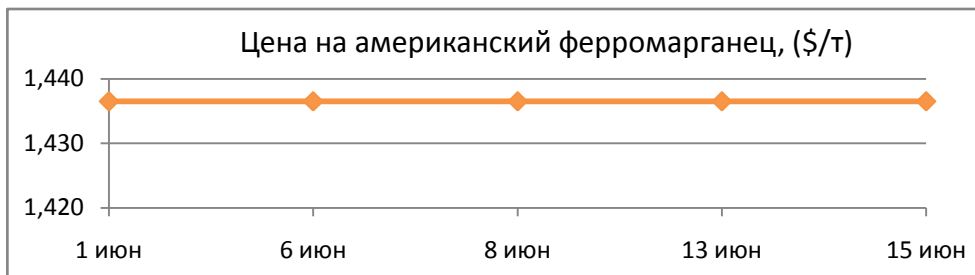 Цена на американский ферромарганец, ($/т)
1,440
1,430
1,420
1 июн 6 июн 8 июн 13 июн 15 июн